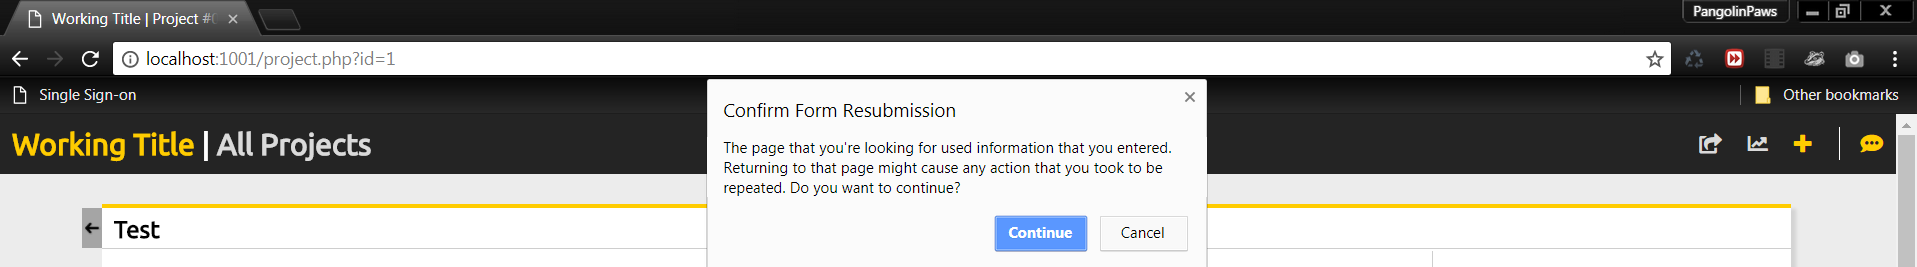 Working Title | Project #0
PangolinPaws
localhost:1001/project.php?id=1
Single Sign-on
Other bookmarks
Confirm Form Resubmission
The page that you're looking for used information that you entered.
Returning to that page might cause any action that you took to be
repeated. Do you want to continue?
Continue
Cancel
Working Title | All Projects
Test